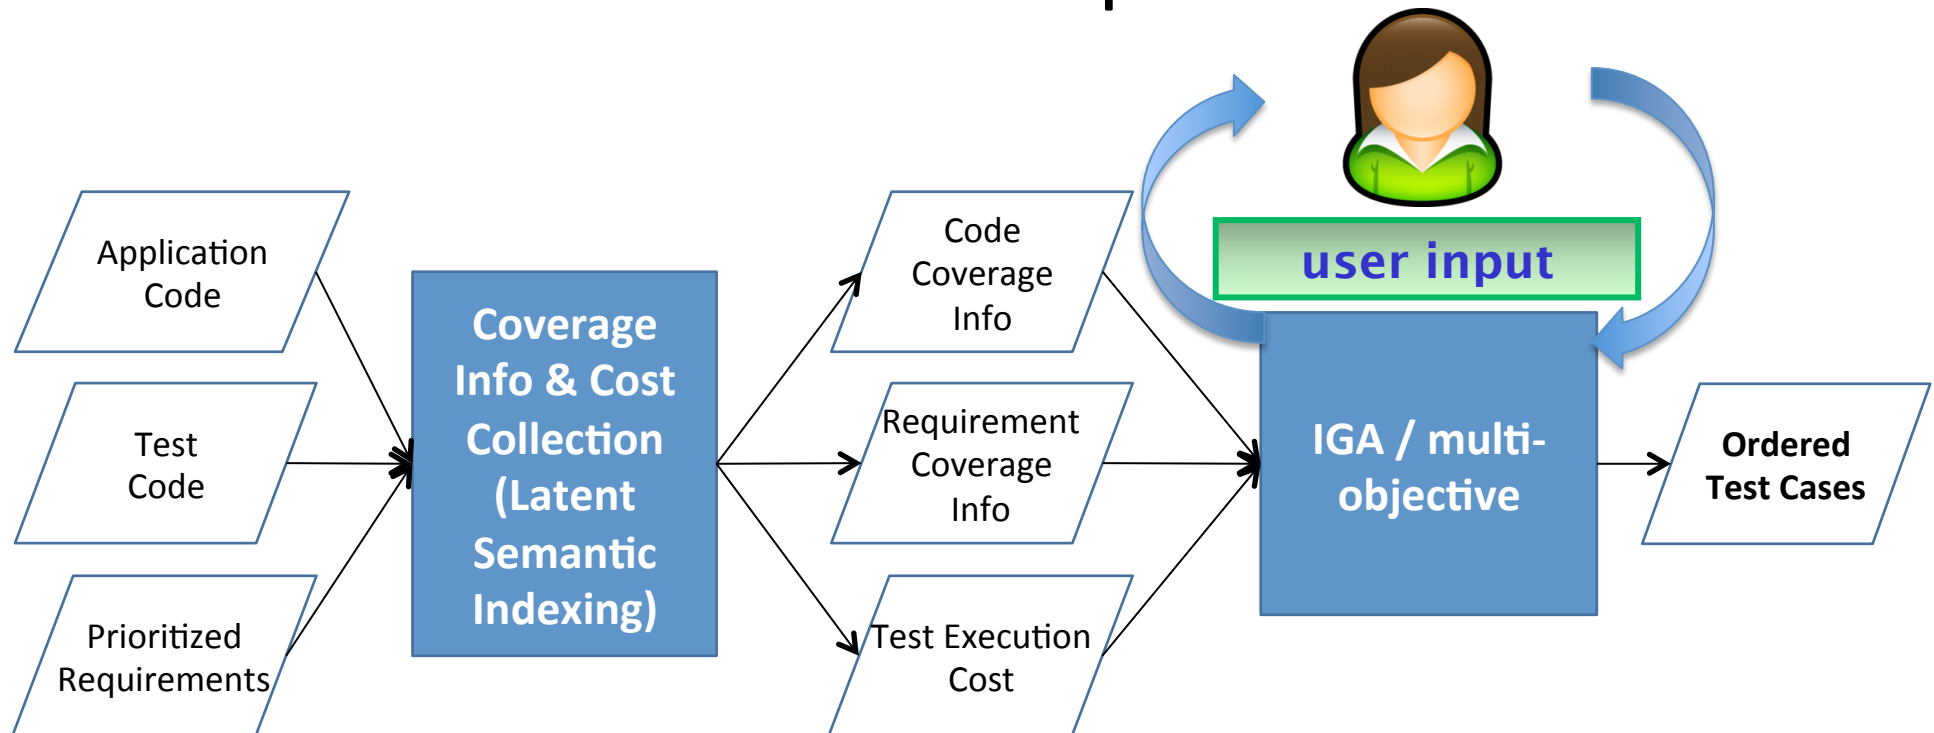 Application
Code
Test
Code
Prioritized
Requirements
Coverage
Info & Cost
Collection
(Latent
Semantic
Indexing)
Code
Coverage
Info
Requirement
Coverage
Info
Test Execution
Cost
user input
IGA / multi-
objective
Ordered
Test Cases